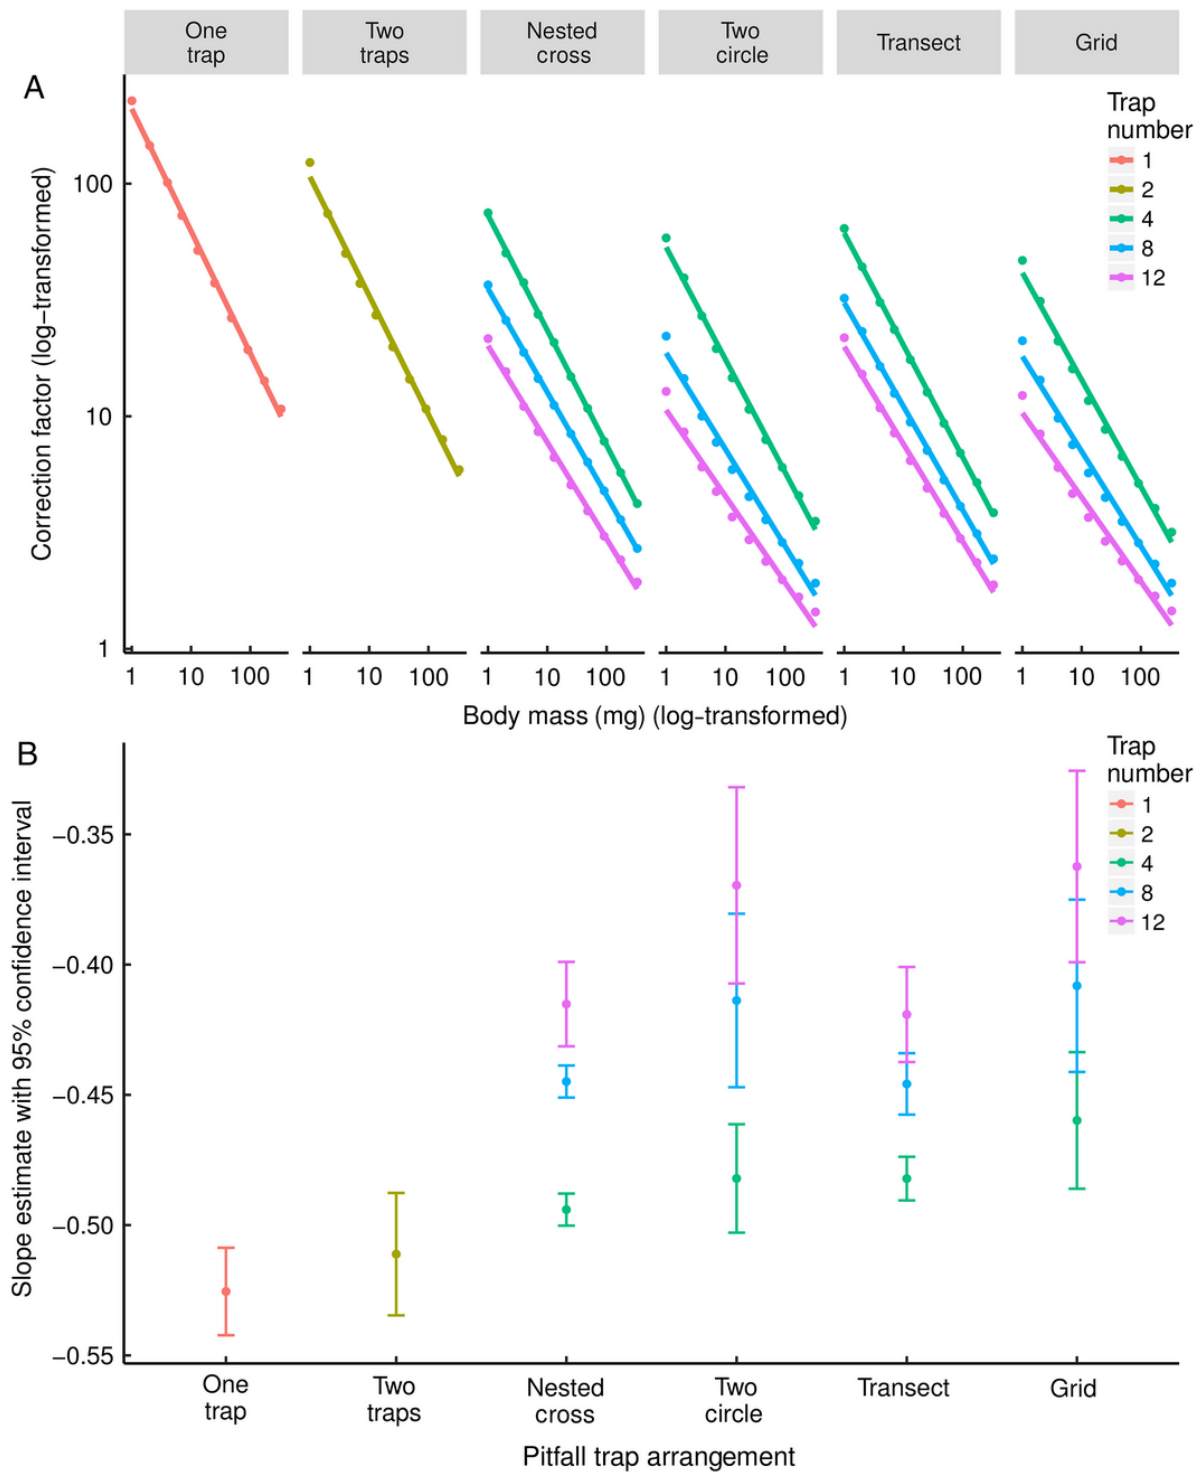 One
trap
Two
traps
Nested
cross
Two
circle
Transect
Grid
A
Correction factor (log−transformed)
100
10
1
Trap
number
1
2
4
8
12
1 10 100 1 10 100 1 10 100 1 10 100 1 10 100 1 10 100
Body mass (mg) (log−transformed)
B
Slope estimate with 95% confidence interval
−0.35
−0.40
−0.45
−0.50
−0.55
Trap
number
1
2
4
8
12
One
trap
Two
traps
Nested
cross
Two
circle
Transect
Grid
Pitfall trap arrangement